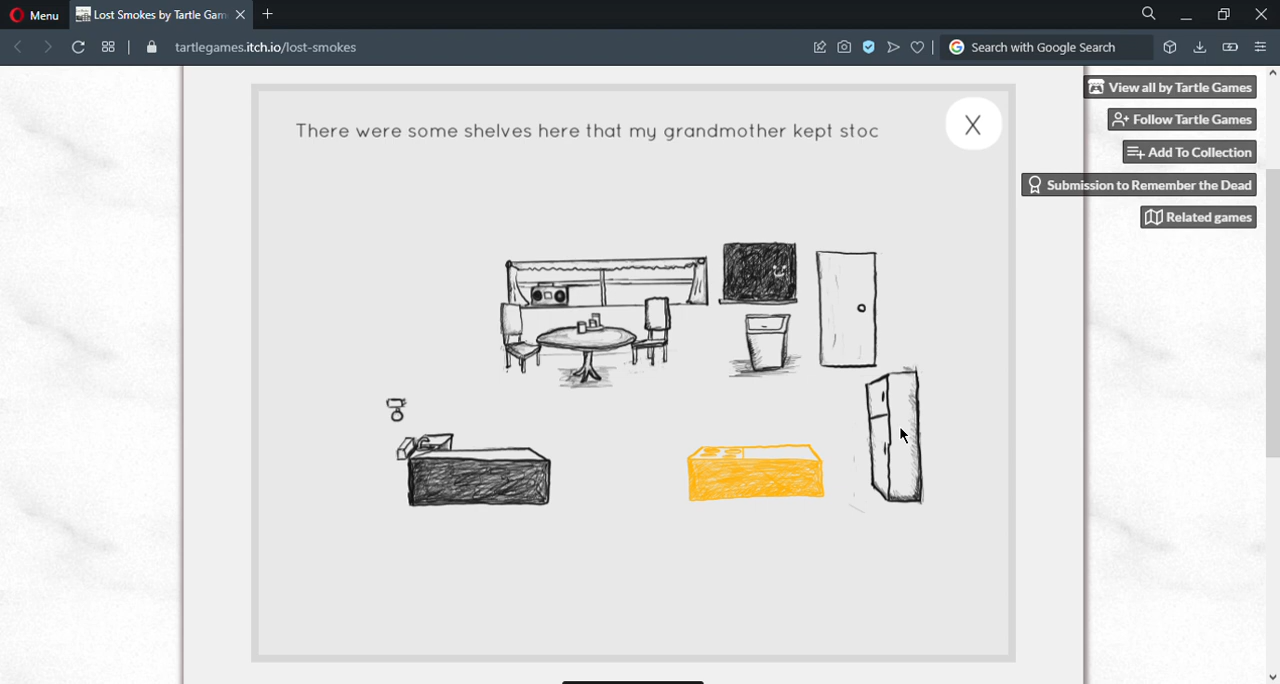 Menu
Lost Smokes by Tartle Gam
tartlegames.itch.io/lost-smokes
Search with Google Search
View all by Tartle Games
Follow Tartle Games
Add To Collection
Submission to Remember the Dead
Related games
There were some shelves here that my grandmother kept stoc
X